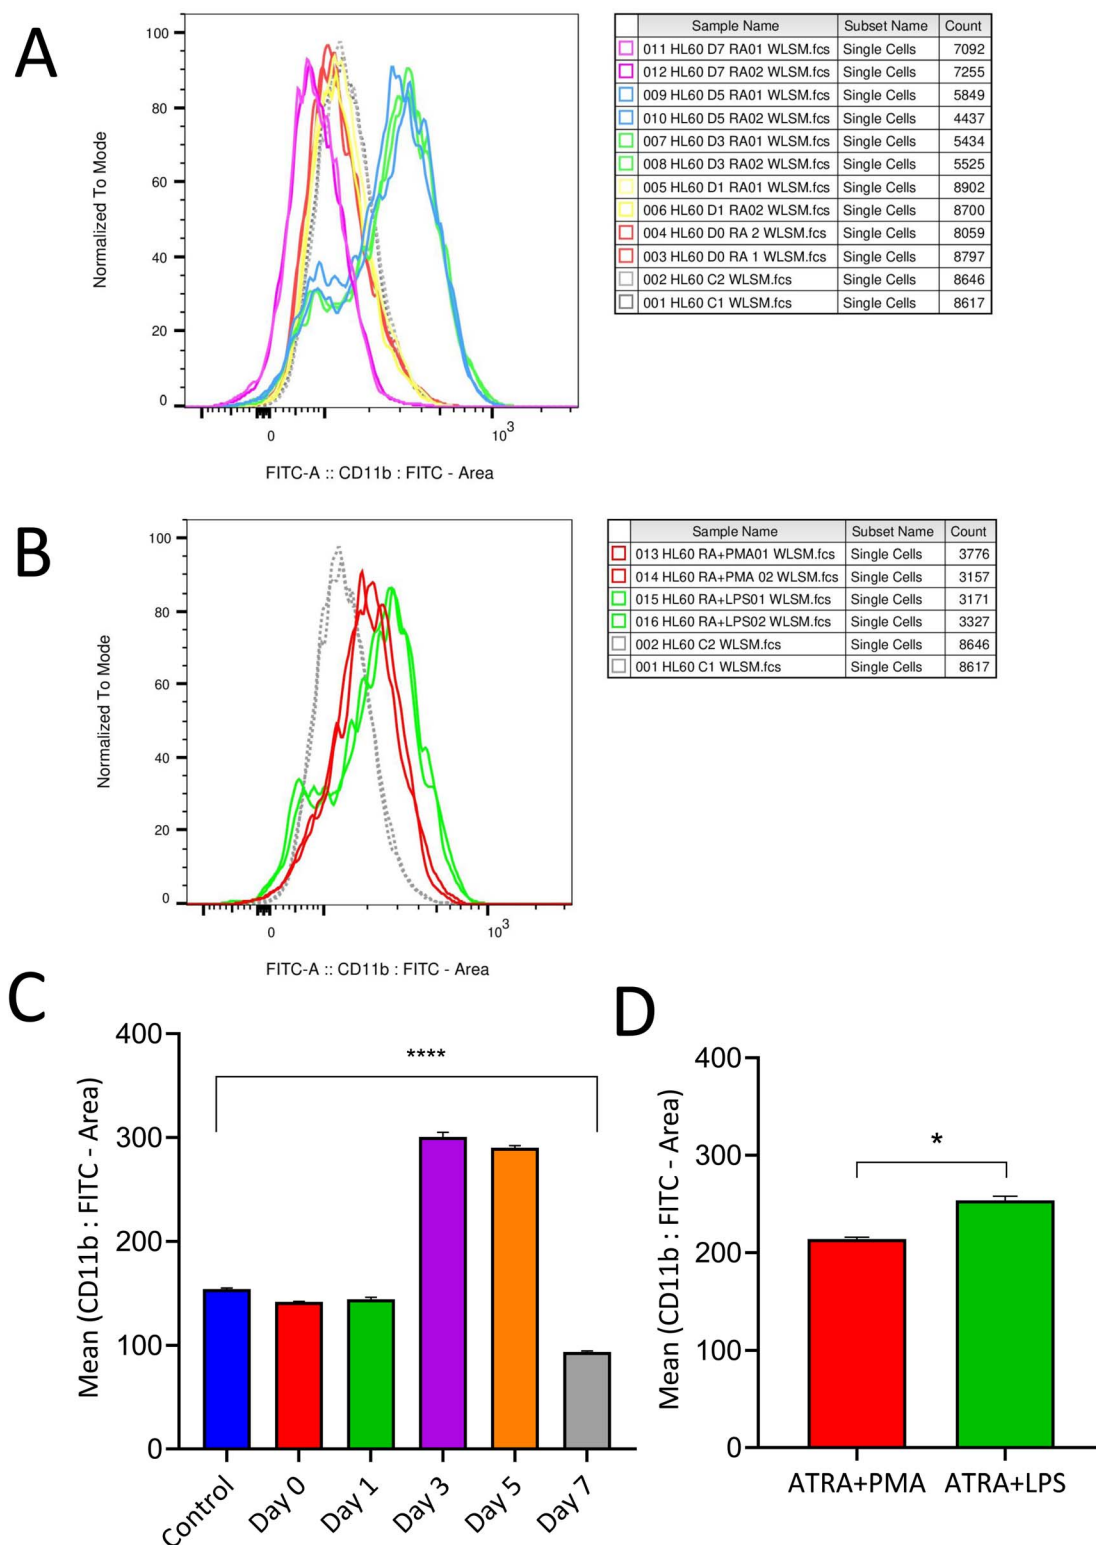 A
100
80
60
40
20
0
Normalized To Mode
0
10³
FITC-A :: CD11b : FITC - Area
Sample Name Subset Name Count
011 HL60 D7 RA01 WLSM.fcs Single Cells 7092
012 HL60 D7 RA02 WLSM.fcs Single Cells 7255
009 HL60 D5 RA01 WLSM.fcs Single Cells 5849
010 HL60 D5 RA02 WLSM.fcs Single Cells 4437
007 HL60 D3 RA01 WLSM.fcs Single Cells 5434
008 HL60 D3 RA02 WLSM.fcs Single Cells 5525
005 HL60 D1 RA01 WLSM.fcs Single Cells 8902
006 HL60 D1 RA02 WLSM.fcs Single Cells 8700
004 HL60 D0 RA 2 WLSM.fcs Single Cells 8059
003 HL60 D0 RA 1 WLSM.fcs Single Cells 8797
002 HL60 C2 WLSM.fcs Single Cells 8646
001 HL60 C1 WLSM.fcs Single Cells 8617
B
100
80
60
40
20
0
Normalized To Mode
0
10³
FITC-A :: CD11b : FITC - Area
Sample Name Subset Name Count
013 HL60 RA+PMA01 WLSM.fcs Single Cells 3776
014 HL60 RA+PMA 02 WLSM.fcs Single Cells 3157
015 HL60 RA+LPS01 WLSM.fcs Single Cells 3171
016 HL60 RA+LPS02 WLSM.fcs Single Cells 3327
002 HL60 C2 WLSM.fcs Single Cells 8646
001 HL60 C1 WLSM.fcs Single Cells 8617
C
400
300
200
100
0
Mean (CD11b : FITC - Area)
****
Control
Day 0
Day 1
Day 3
Day 5
Day 7
D
400
300
200
100
0
Mean (CD11b : FITC - Area)
*
ATRA+PMA
ATRA+LPS